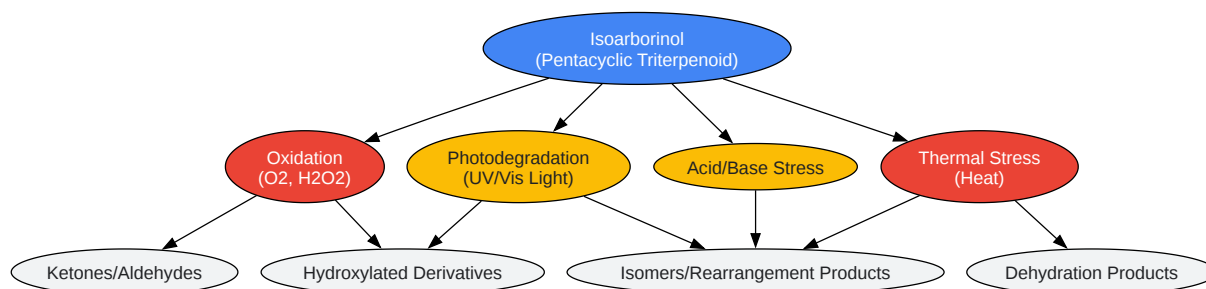 Isoarborinol
(Pentacyclic Triterpenoid)
Oxidation
(O2, H2O2)
Photodegradation
(UV/Vis Light)
Acid/Base Stress
Thermal Stress
(Heat)
Ketones/Aldehydes
Hydroxylated Derivatives
Isomers/Rearrangement Products
Dehydration Products